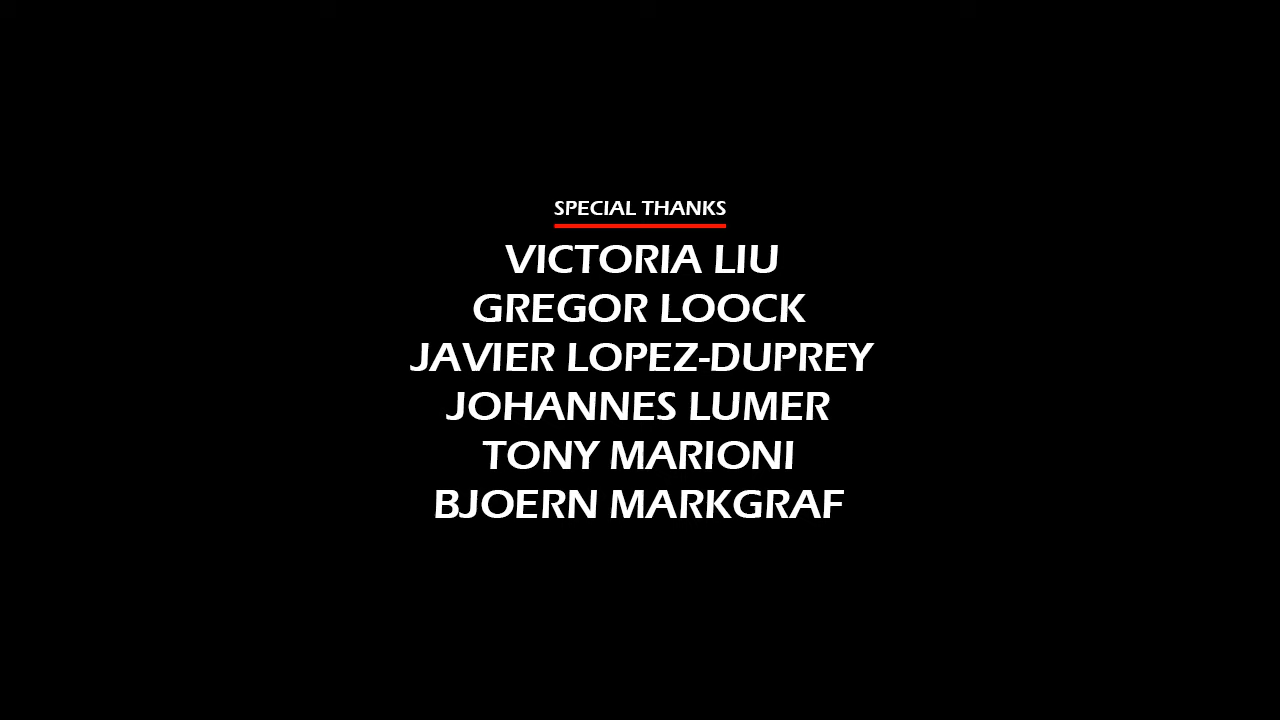 SPECIAL THANKS
VICTORIA LIU
GREGOR LOOCK
JAVIER LOPEZ-DUPREY
JOHANNES LUMER
TONY MARIONI
BJOERN MARKGRAF